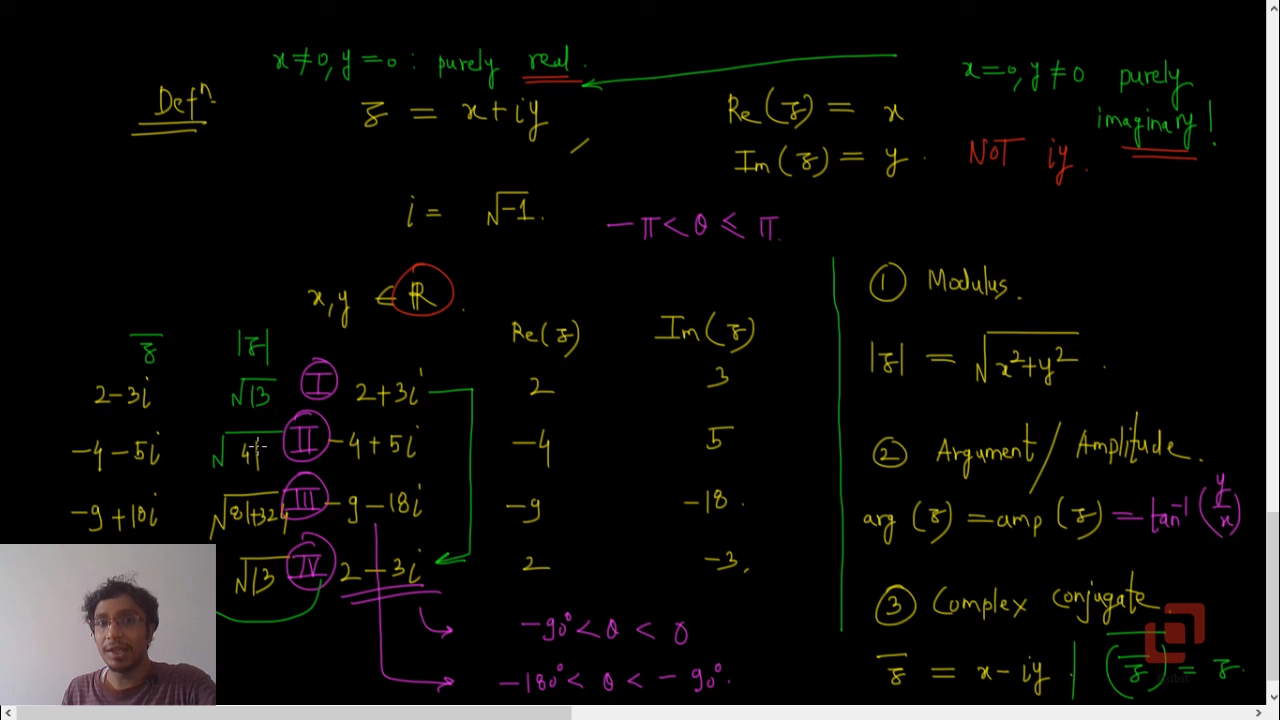 x≠0, y=0 : purely real.
x=0, y≠0 purely imaginary!
Defⁿ z = x+iy,
Re(z) = x
Im(z) = y. NOT iy.
i = √-1.
-π<θ≤π.
x,y ∈ ℝ.
z̄ |z| Re(z) Im(z)
2-3i √13 I 2+3i 2 3
-4-5i √41 II -4+5i -4 5
-9+18i √81+324 III -9-18i -9 -18.
√13 IV 2-3i 2 -3.
-90°<θ<0
-180°<θ<-90°.
① Modulus.
|z| = √x²+y².
② Argument/Amplitude.
arg(z) = amp(z) = tan⁻¹(y/x)
③ Complex conjugate
z̄ = x-iy | (z̄)‾ = z.